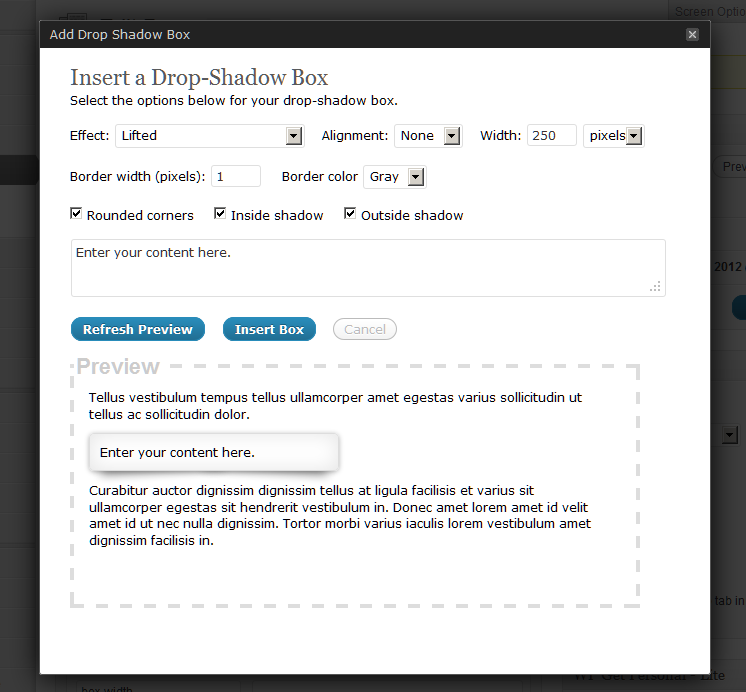 Screen Optio
Add Drop Shadow Box
Insert a Drop-Shadow Box
Select the options below for your drop-shadow box.
Effect: Lifted Alignment: None Width: 250 pixels
Prev
Border width (pixels): 1 Border color Gray
Rounded corners Inside shadow Outside shadow
Enter your content here.
2012
Refresh Preview Insert Box Cancel
Preview
Tellus vestibulum tempus tellus ullamcorper amet egestas varius sollicitudin ut
tellus ac sollicitudin dolor.
Enter your content here.
Curabitur auctor dignissim dignissim tellus at ligula facilisis et varius sit
ullamcorper egestas sit hendrerit vestibulum in. Donec amet lorem amet id velit
amet id ut nec nulla dignissim. Tortor morbi varius iaculis lorem vestibulum amet
dignissim facilisis in.
tab in
WP Get Personal - Lite
box width